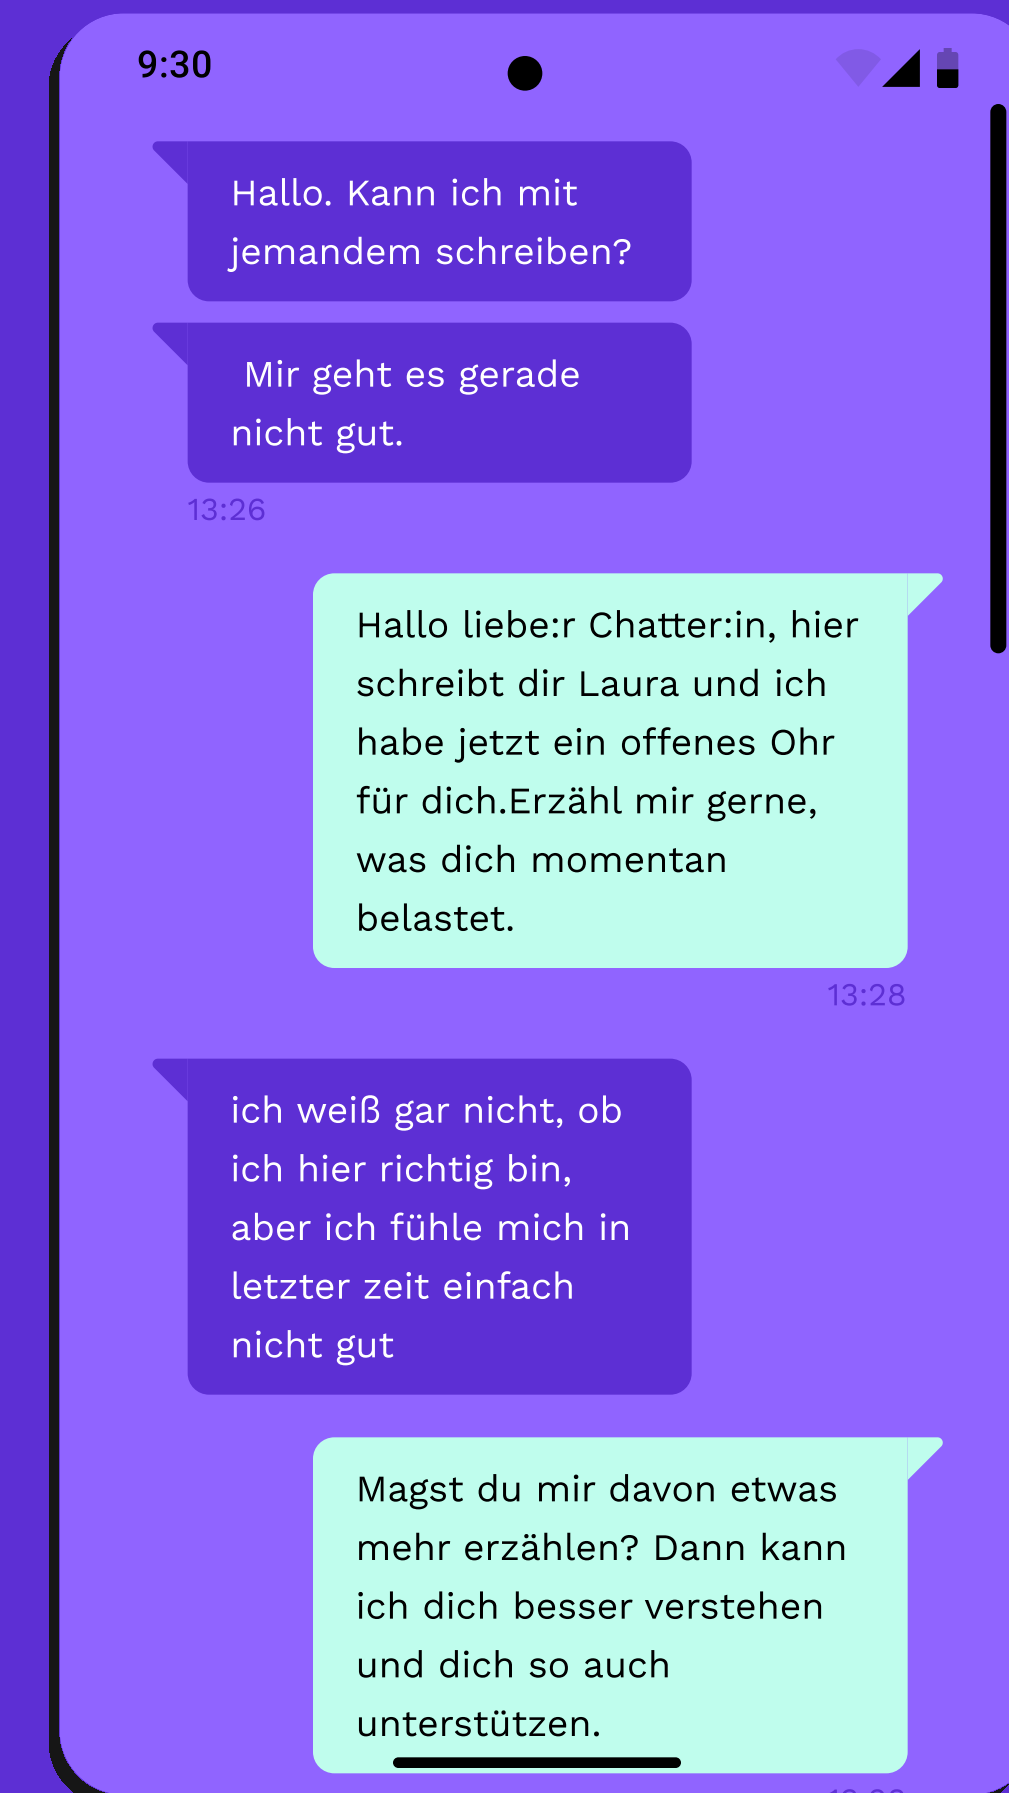 9:30
Hallo. Kann ich mit
jemandem schreiben?
Mir geht es gerade
nicht gut.
13:26
Hallo liebe:r Chatter:in, hier
schreibt dir Laura und ich
habe jetzt ein offenes Ohr
für dich.Erzähl mir gerne,
was dich momentan
belastet.
13:28
ich weiß gar nicht, ob
ich hier richtig bin,
aber ich fühle mich in
letzter zeit einfach
nicht gut
Magst du mir davon etwas
mehr erzählen? Dann kann
ich dich besser verstehen
und dich so auch
unterstützen.